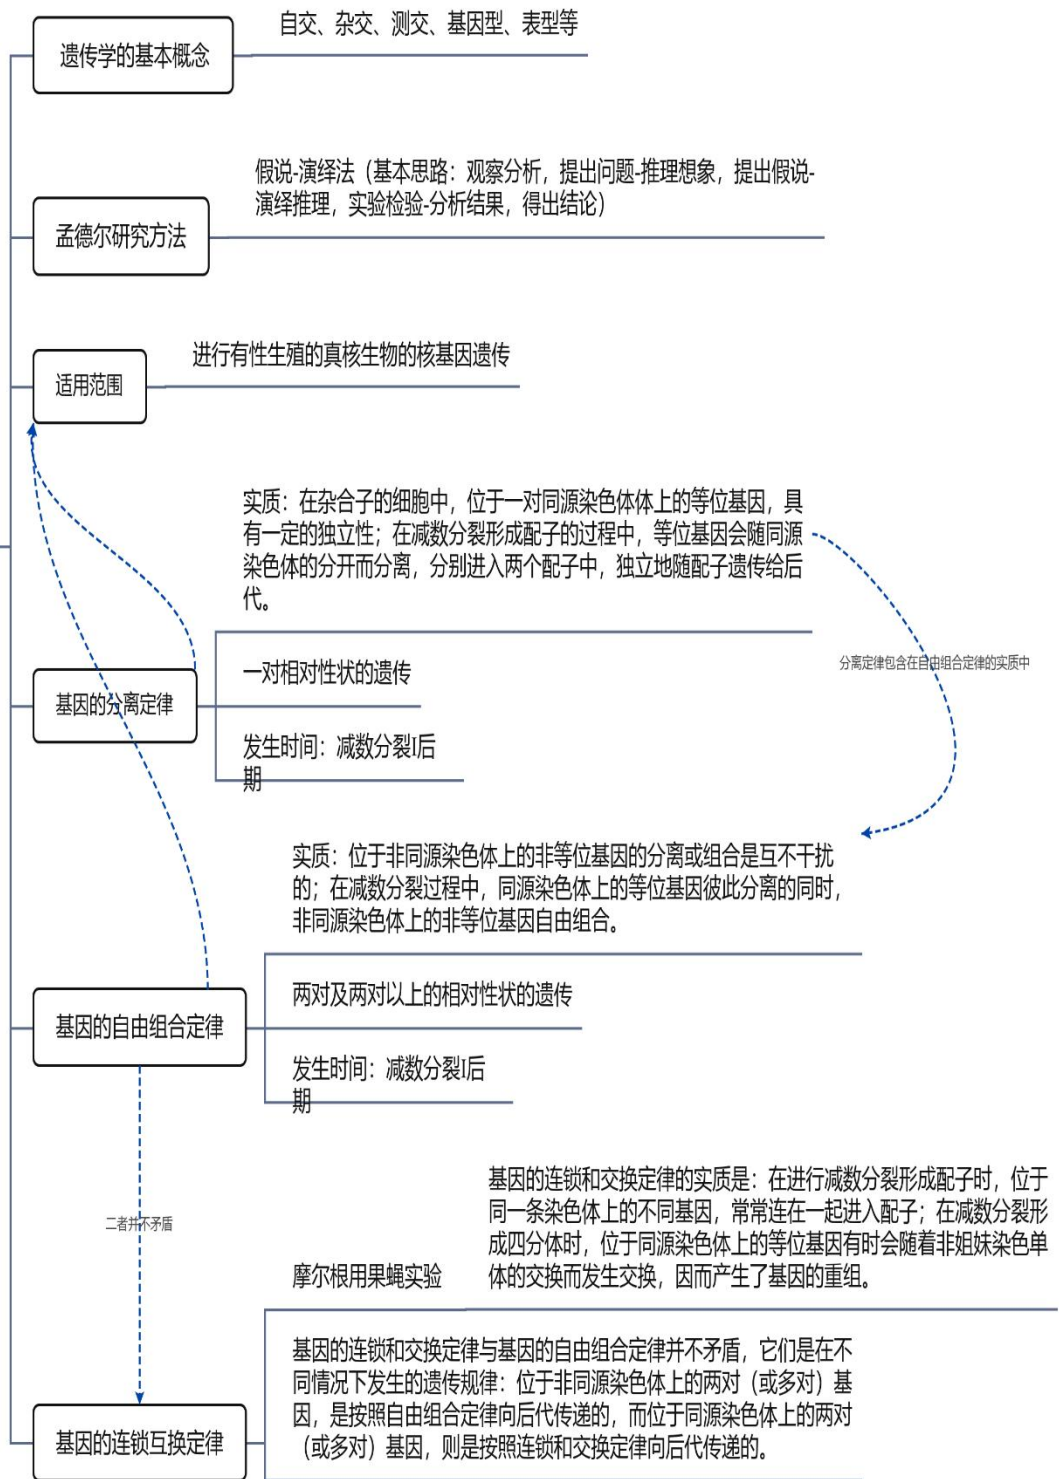 自交、杂交、测交、基因型、表型等
遗传学的基本概念
假说-演绎法（基本思路：观察分析，提出问题-推理想象，提出假说-
演绎推理，实验检验-分析结果，得出结论）
孟德尔研究方法
进行有性生殖的真核生物的核基因遗传
适用范围
实质：在杂合子的细胞中，位于一对同源染色体体上的等位基因，具
有一定的独立性；在减数分裂形成配子的过程中，等位基因会随同源
染色体的分开而分离，分别进入两个配子中，独立地随配子遗传给后
代。
分离定律包含在自由组合定律的实质中
一对相对性状的遗传
基因的分离定律
发生时间：减数分裂I后
期
实质：位于非同源染色体上的非等位基因的分离或组合是互不干扰
的；在减数分裂过程中，同源染色体上的等位基因彼此分离的同时，
非同源染色体上的非等位基因自由组合。
两对及两对以上的相对性状的遗传
基因的自由组合定律
发生时间：减数分裂I后
期
二者并不矛盾
基因的连锁和交换定律的实质是：在进行减数分裂形成配子时，位于
同一条染色体上的不同基因，常常连在一起进入配子；在减数分裂形
成四分体时，位于同源染色体上的等位基因有时会随着非姐妹染色单
体的交换而发生交换，因而产生了基因的重组。
摩尔根用果蝇实验
基因的连锁和交换定律与基因的自由组合定律并不矛盾，它们是在不
同情况下发生的遗传规律：位于非同源染色体上的两对（或多对）基
因，是按照自由组合定律向后代传递的，而位于同源染色体上的两对
（或多对）基因，则是按照连锁和交换定律向后代传递的。
基因的连锁互换定律